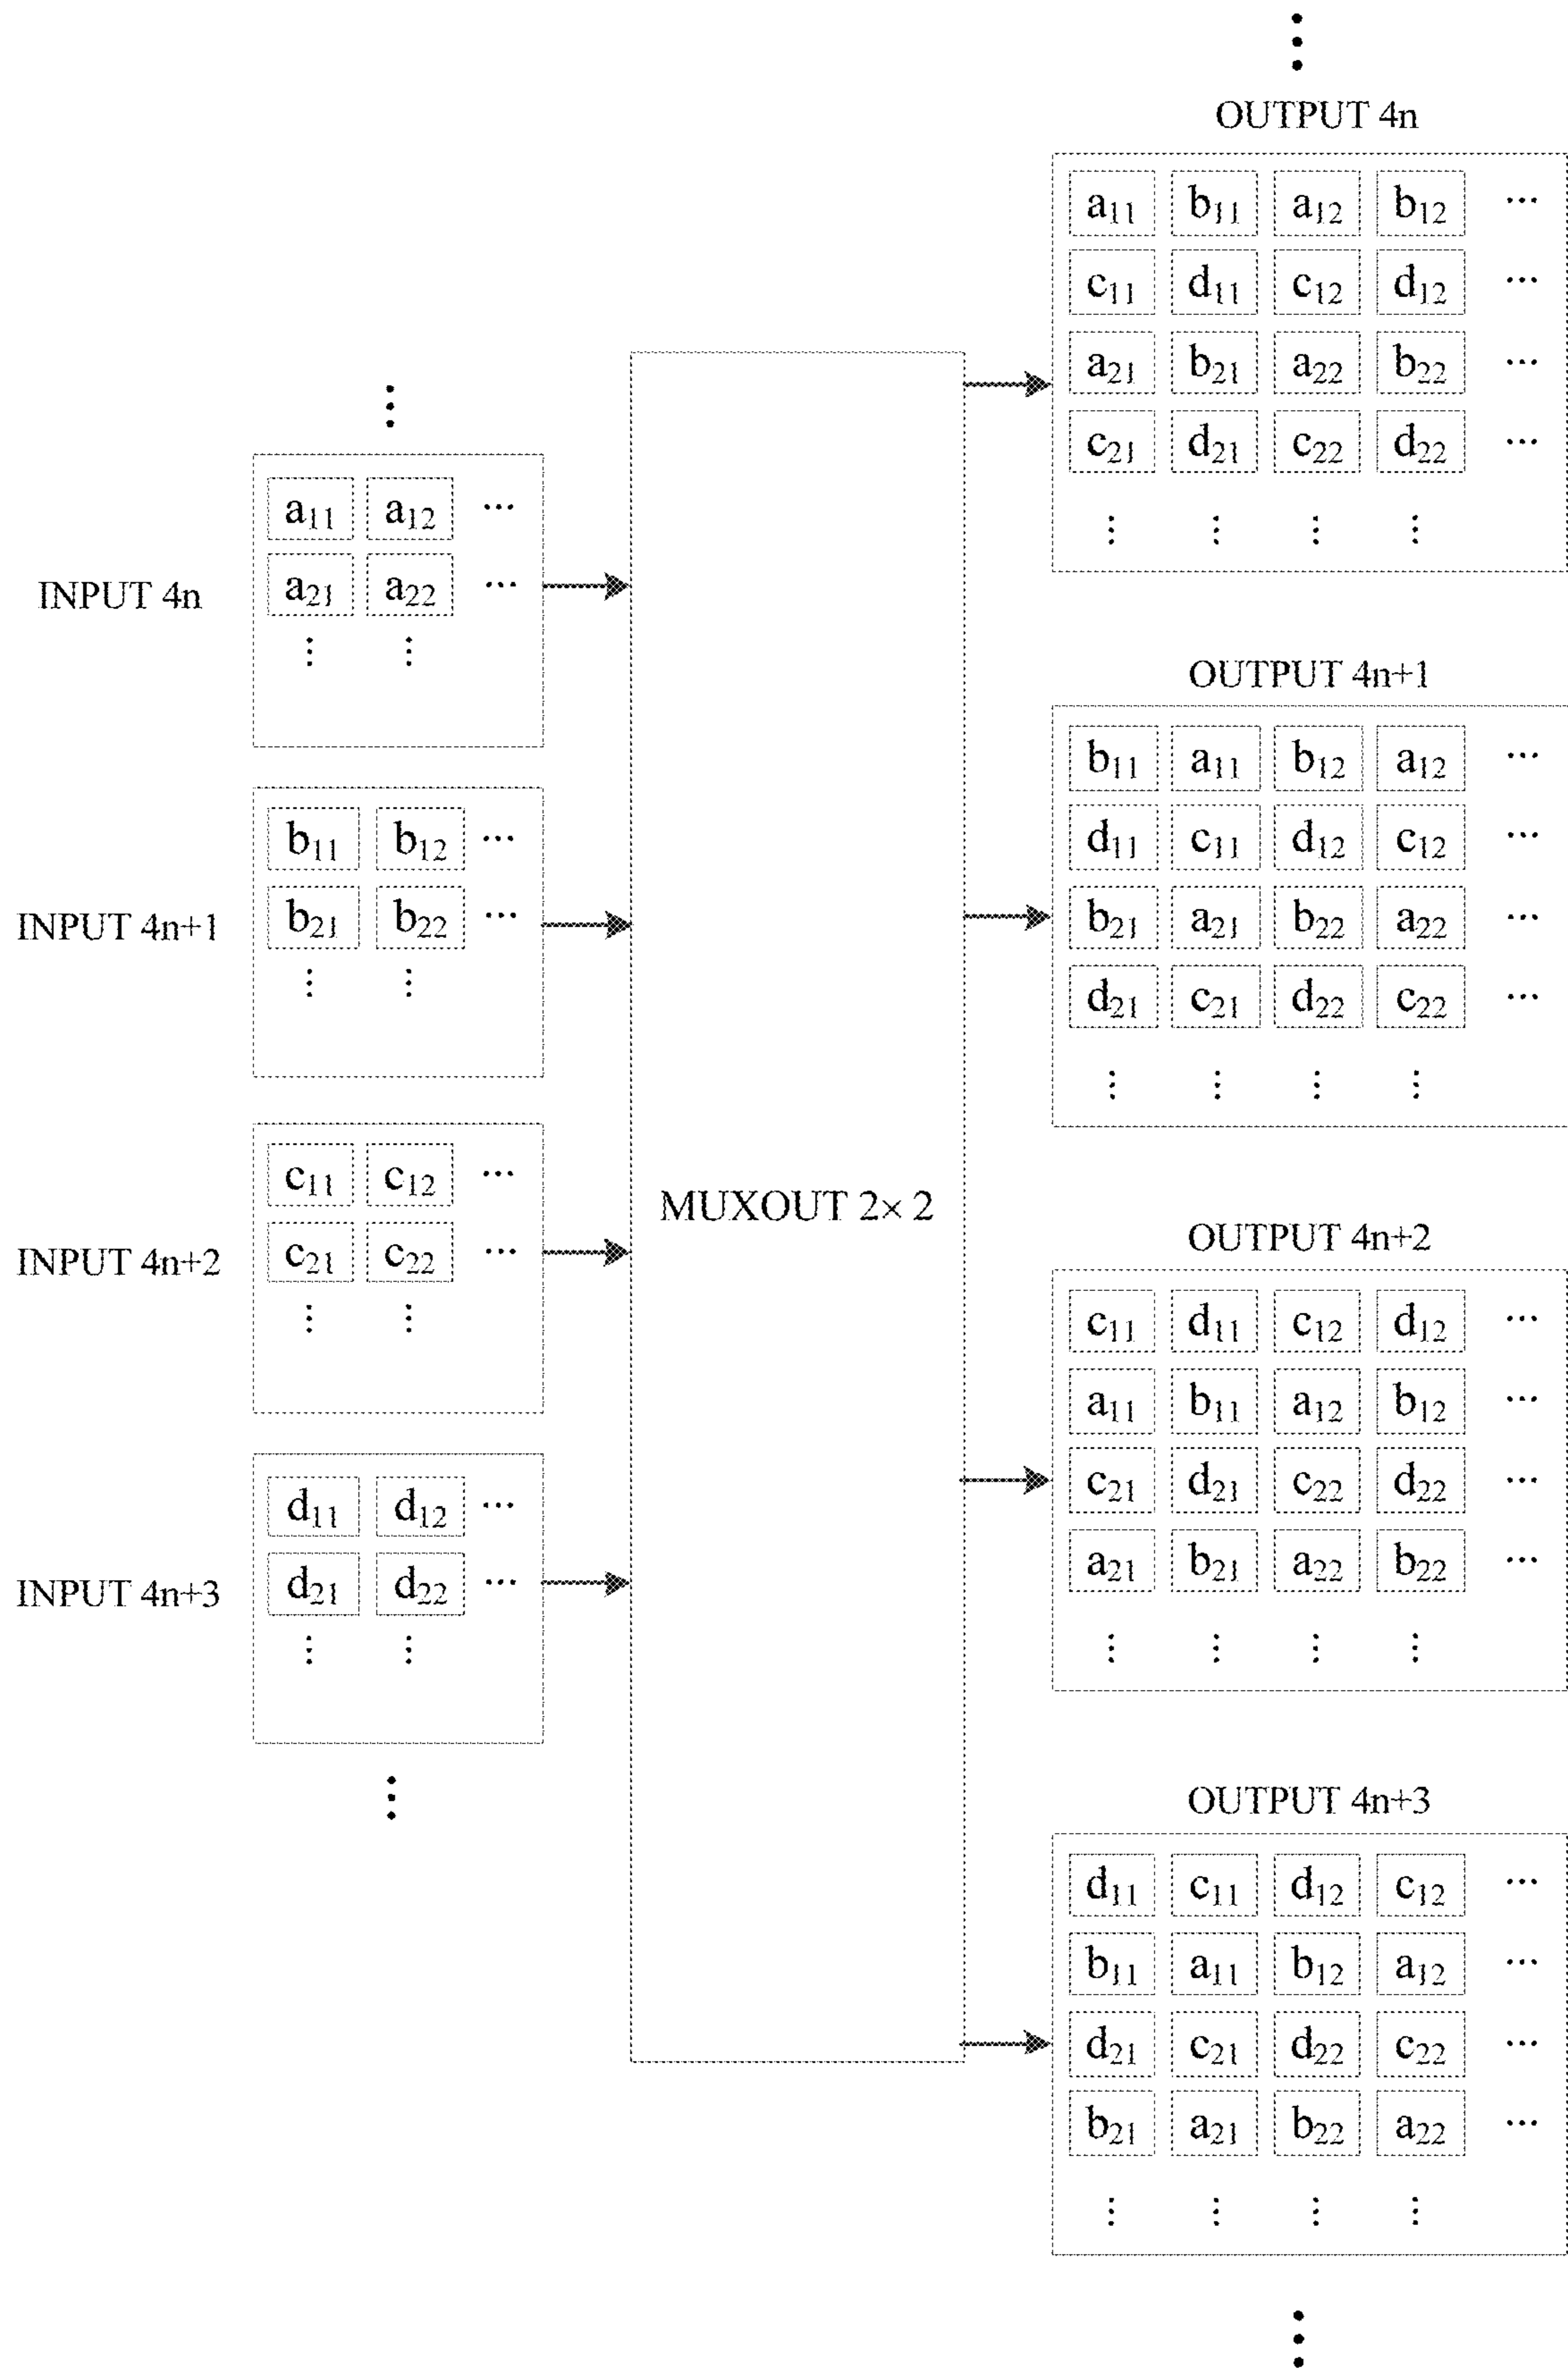 ⋮
INPUT 4n
a₁₁ a₁₂ ⋯
a₂₁ a₂₂ ⋯
⋮ ⋮
INPUT 4n+1
b₁₁ b₁₂ ⋯
b₂₁ b₂₂ ⋯
⋮ ⋮
INPUT 4n+2
c₁₁ c₁₂ ⋯
c₂₁ c₂₂ ⋯
⋮ ⋮
INPUT 4n+3
d₁₁ d₁₂ ⋯
d₂₁ d₂₂ ⋯
⋮ ⋮
⋮
MUXOUT 2× 2
⋮
OUTPUT 4n
a₁₁ b₁₁ a₁₂ b₁₂ ⋯
c₁₁ d₁₁ c₁₂ d₁₂ ⋯
a₂₁ b₂₁ a₂₂ b₂₂ ⋯
c₂₁ d₂₁ c₂₂ d₂₂ ⋯
⋮ ⋮ ⋮ ⋮
OUTPUT 4n+1
b₁₁ a₁₁ b₁₂ a₁₂ ⋯
d₁₁ c₁₁ d₁₂ c₁₂ ⋯
b₂₁ a₂₁ b₂₂ a₂₂ ⋯
d₂₁ c₂₁ d₂₂ c₂₂ ⋯
⋮ ⋮ ⋮ ⋮
OUTPUT 4n+2
c₁₁ d₁₁ c₁₂ d₁₂ ⋯
a₁₁ b₁₁ a₁₂ b₁₂ ⋯
c₂₁ d₂₁ c₂₂ d₂₂ ⋯
a₂₁ b₂₁ a₂₂ b₂₂ ⋯
⋮ ⋮ ⋮ ⋮
OUTPUT 4n+3
d₁₁ c₁₁ d₁₂ c₁₂ ⋯
b₁₁ a₁₁ b₁₂ a₁₂ ⋯
d₂₁ c₂₁ d₂₂ c₂₂ ⋯
b₂₁ a₂₁ b₂₂ a₂₂ ⋯
⋮ ⋮ ⋮ ⋮
⋮